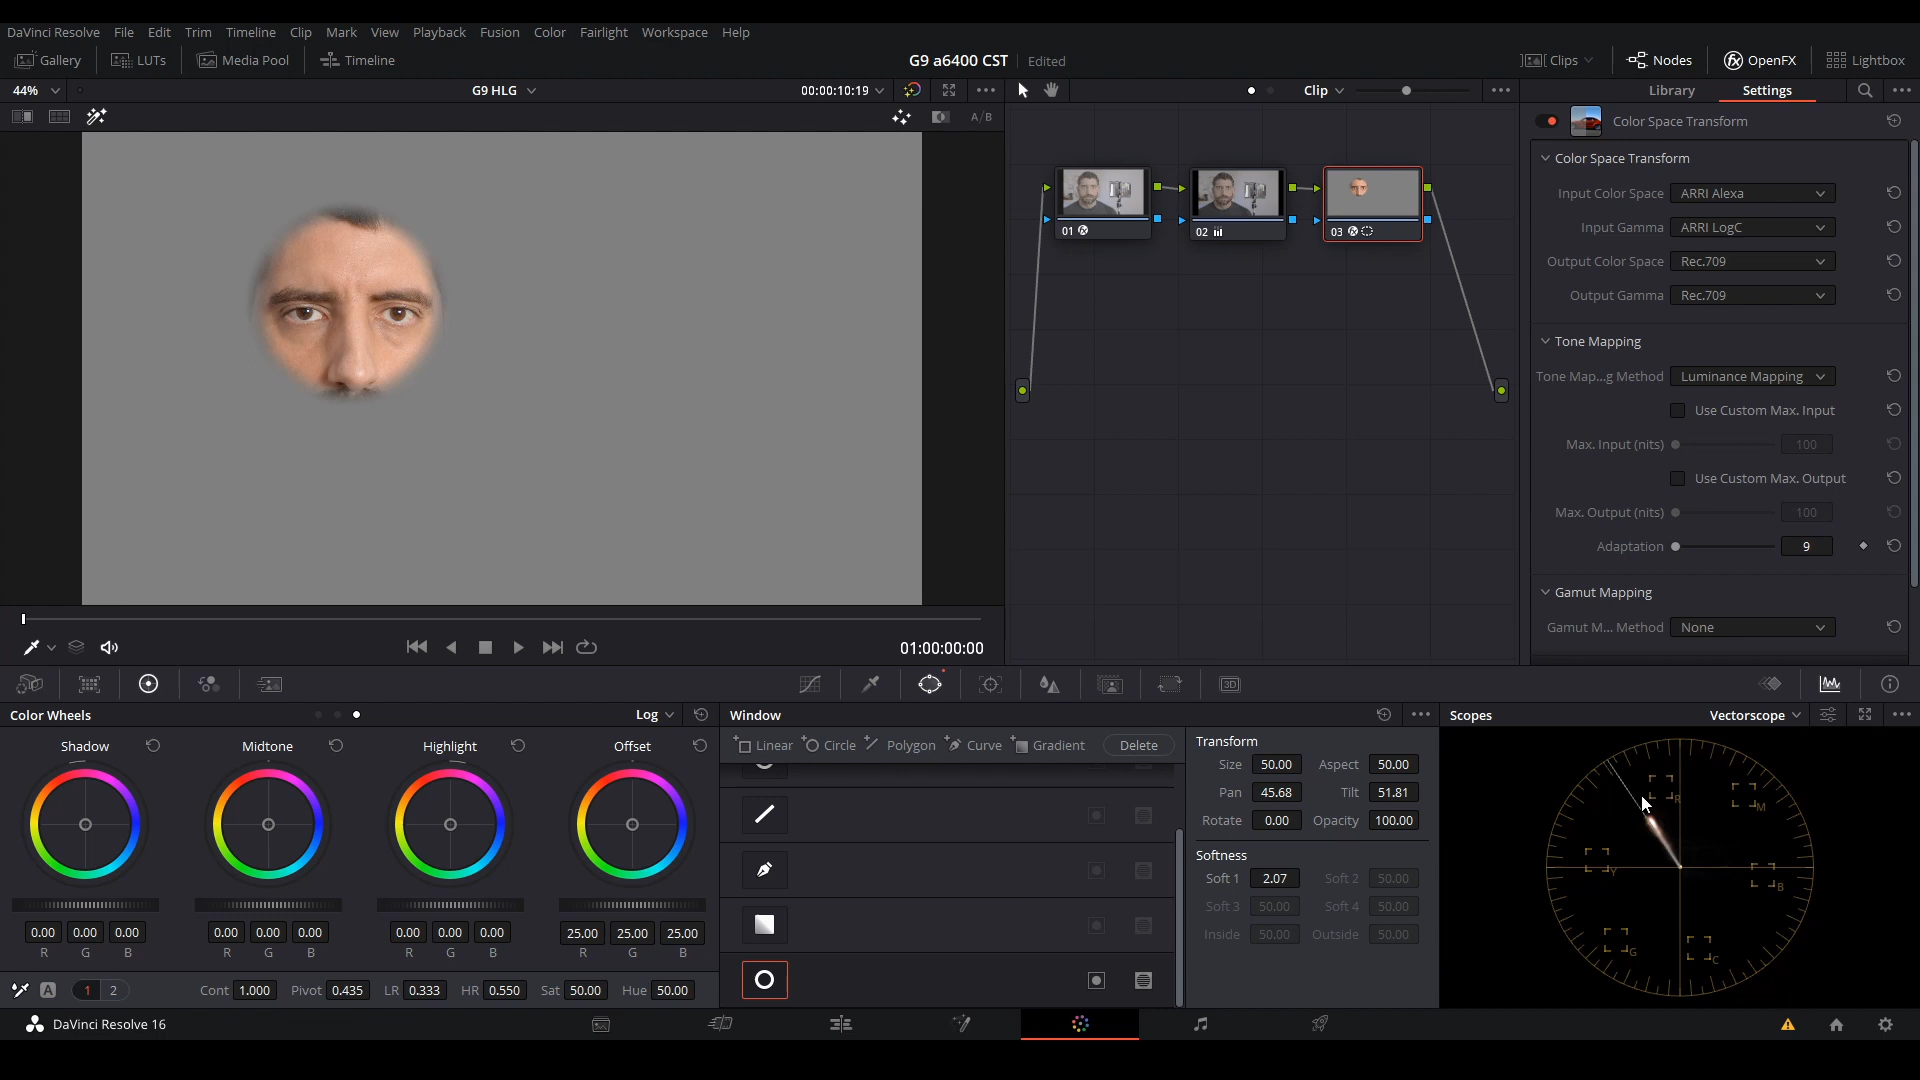 DaVinci Resolve File Edit Trim Timeline Clip Mark View Playback Fusion Color Fairlight Workspace Help
Gallery LUTs Media Pool Timeline G9 a6400 CST Edited Clips Nodes OpenFX Lightbox
44% G9 HLG 00:00:10:19 Clip Library Settings
A/B
Color Space Transform
Color Space Transform
Input Color Space ARRI Alexa
Input Gamma ARRI LogC
Output Color Space Rec.709
Output Gamma Rec.709
01 02 03
Tone Mapping
Tone Map...g Method Luminance Mapping
Use Custom Max. Input
Max. Input (nits) 100
Use Custom Max. Output
Max. Output (nits) 100
Adaptation 9
Gamut Mapping
Gamut M... Method None
01:00:00:00
3D
Color Wheels Log Window Scopes Vectorscope
Shadow Midtone Highlight Offset
0.00 0.00 0.00 0.00 0.00 0.00 0.00 0.00 0.00 25.00 25.00 25.00
R G B R G B R G B R G B
A 1 2 Cont 1.000 Pivot 0.435 LR 0.333 HR 0.550 Sat 50.00 Hue 50.00
Linear Circle Polygon Curve Gradient Delete
Transform
Size 50.00 Aspect 50.00
Pan 45.68 Tilt 51.81
Rotate 0.00 Opacity 100.00
Softness
Soft 1 2.07 Soft 2 50.00
Soft 3 50.00 Soft 4 50.00
Inside 50.00 Outside 50.00
R M
Y B
G C
DaVinci Resolve 16